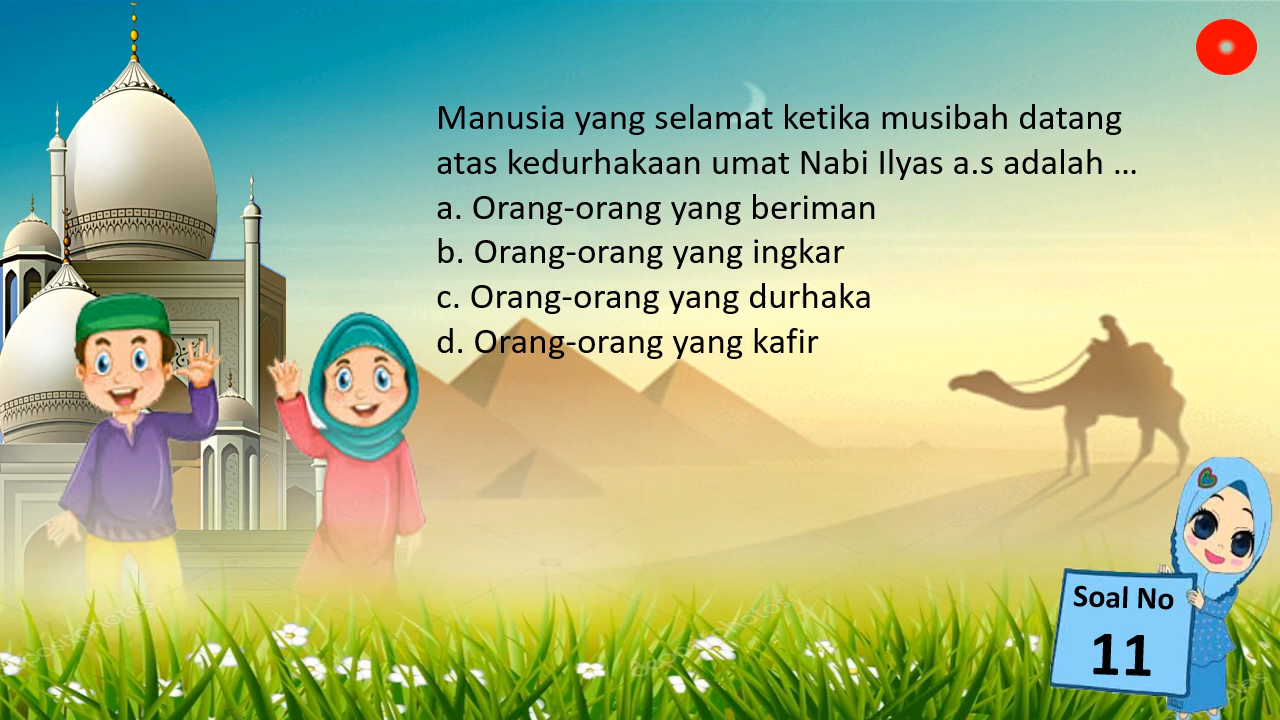 Manusia yang selamat ketika musibah datang
atas kedurhakaan umat Nabi Ilyas a.s adalah …
a. Orang-orang yang beriman
b. Orang-orang yang ingkar
c. Orang-orang yang durhaka
d. Orang-orang yang kafir
Soal No
11